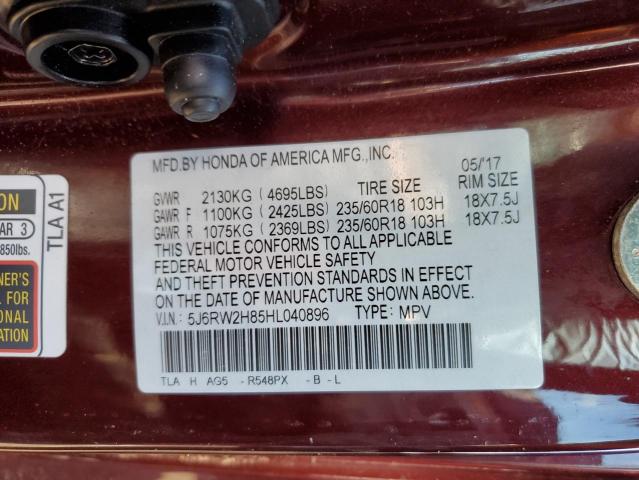 MFD.BY HONDA OF AMERICA MFG.,INC. 05/'17
GVWR 2130KG (4695LBS) TIRE SIZE RIM SIZE
GAWR F 1100KG (2425LBS) 235/60R18 103H 18X7.5J
GAWR R 1075KG (2369LBS) 235/60R18 103H 18X7.5J
THIS VEHICLE CONFORMS TO ALL APPLICABLE
FEDERAL MOTOR VEHICLE SAFETY
AND THEFT PREVENTION STANDARDS IN EFFECT
ON THE DATE OF MANUFACTURE SHOWN ABOVE.
V.I.N: 5J6RW2H85HL040896 TYPE: MPV
TLA H AG5 - R548PX - B - L
TLA A1
ON
AR 3
850lbs.
NER'S
L FOR
ONAL
ATION